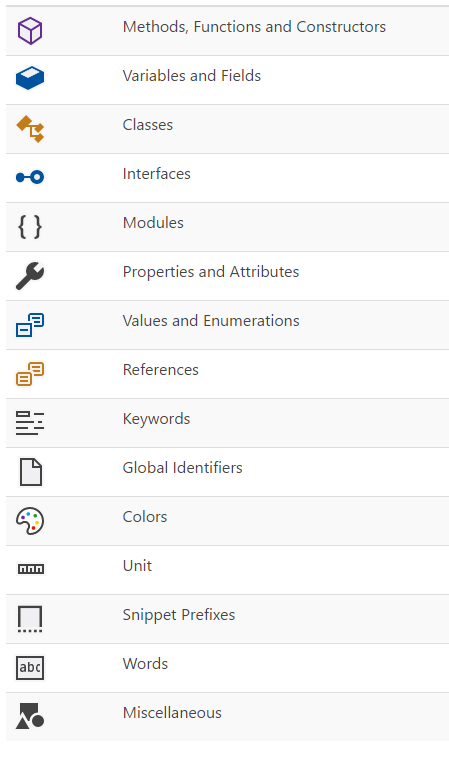 Methods, Functions and Constructors
Variables and Fields
Classes
Interfaces
{ } Modules
Properties and Attributes
Values and Enumerations
References
Keywords
Global Identifiers
Colors
Unit
Snippet Prefixes
abc Words
Miscellaneous